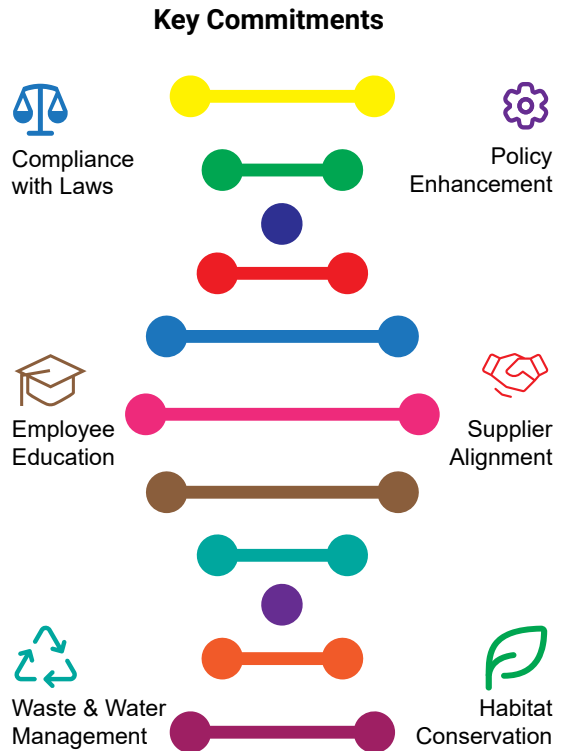 Key Commitments
Compliance
with Laws
Policy
Enhancement
Employee
Education
Supplier
Alignment
Waste & Water
Management
Habitat
Conservation